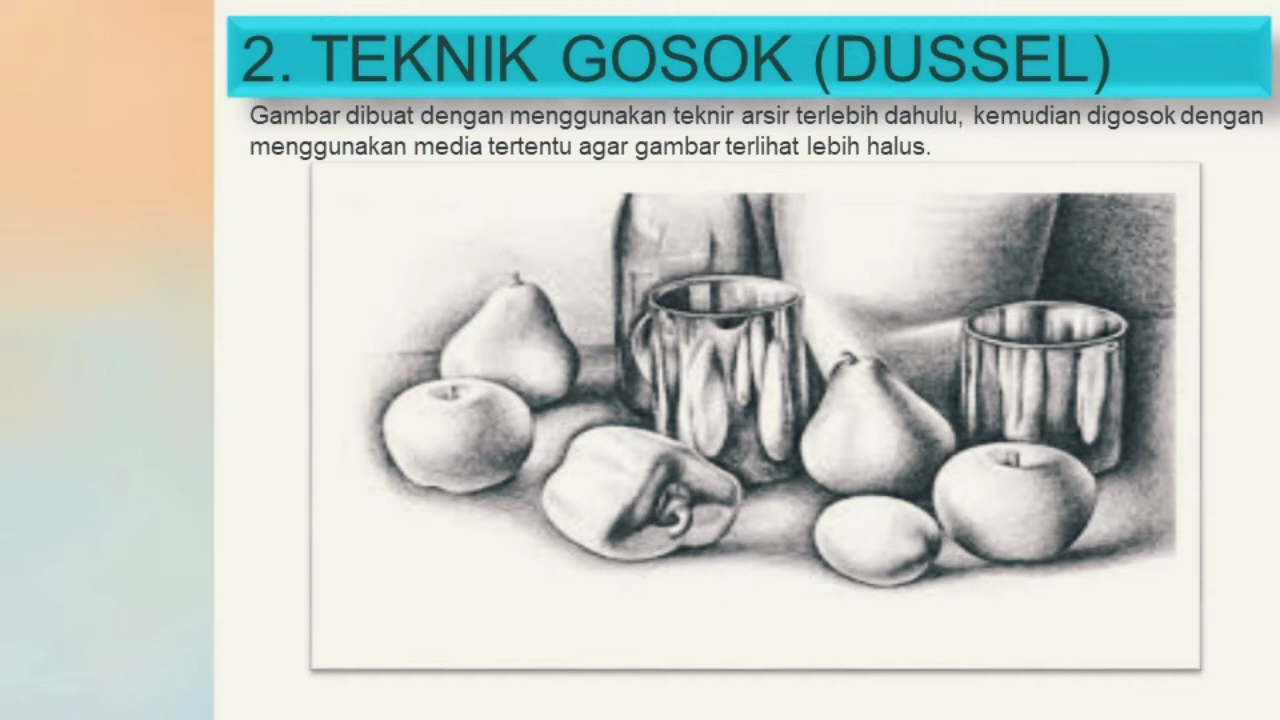 2. TEKNIK GOSOK (DUSSEL)
Gambar dibuat dengan menggunakan teknir arsir terlebih dahulu, kemudian digosok dengan
menggunakan media tertentu agar gambar terlihat lebih halus.